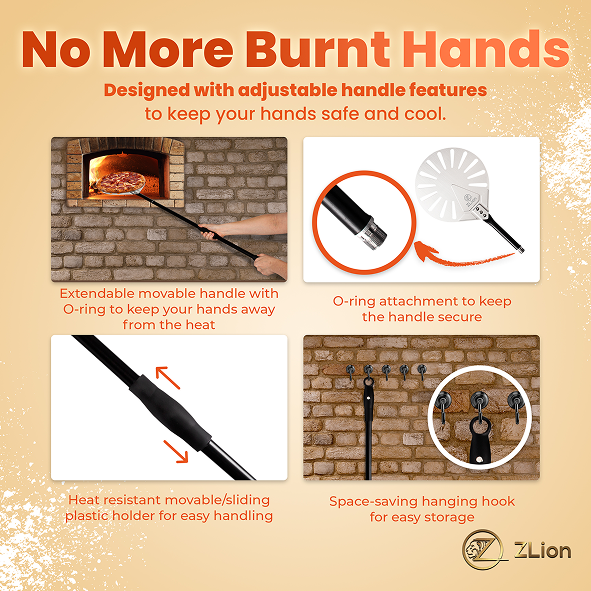 No More Burnt Hands
Designed with adjustable handle features
to keep your hands safe and cool.
Extendable movable handle with
O-ring to keep your hands away
from the heat
O-ring attachment to keep
the handle secure
Heat resistant movable/sliding
plastic holder for easy handling
Space-saving hanging hook
for easy storage
ZLion